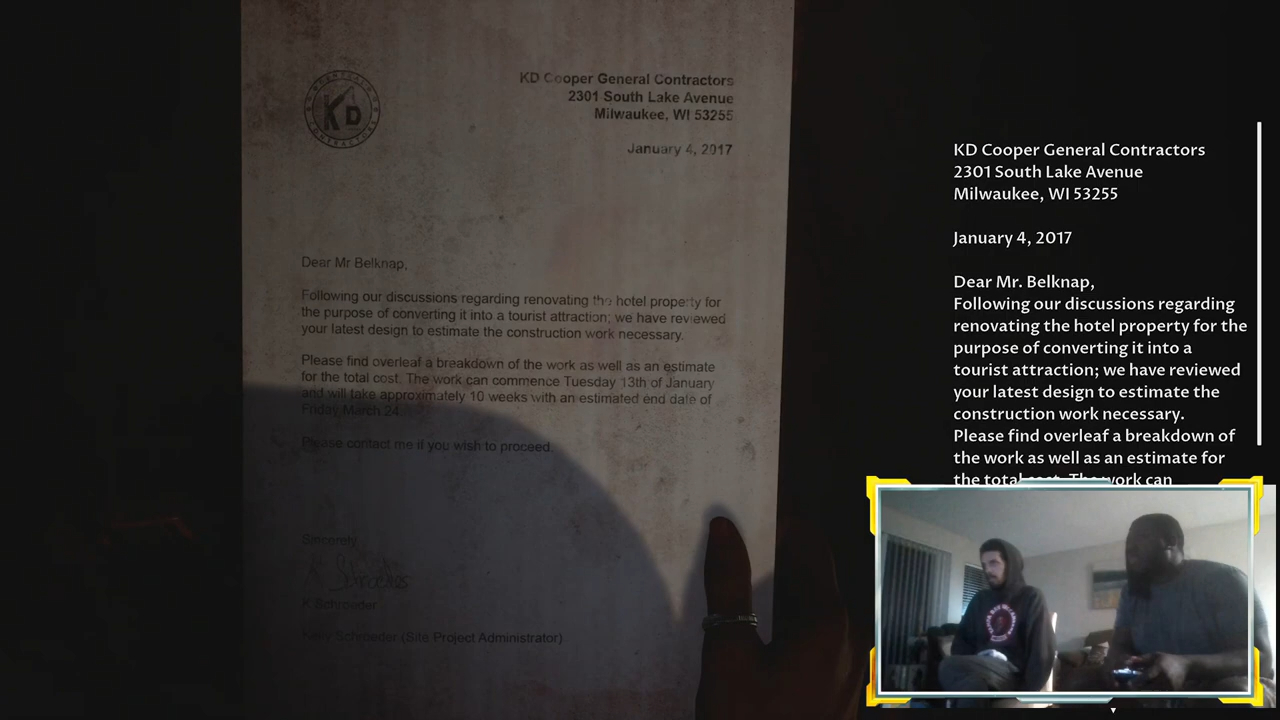 KD Cooper General Contractors
2301 South Lake Avenue
Milwaukee, WI 53255
January 4, 2017
KD
Dear Mr Belknap,
Following our discussions regarding renovating the hotel property for
the purpose of converting it into a tourist attraction; we have reviewed
your latest design to estimate the construction work necessary.
Please find overleaf a breakdown of the work as well as an estimate
for the total cost. The work can commence Tuesday 13th of January
and will take approximately 10 weeks with an estimated end date of
Friday March 24.
Please contact me if you wish to proceed.
Sincerely
K Schroeder
Schroeder (Site Project Administrator)
KD Cooper General Contractors
2301 South Lake Avenue
Milwaukee, WI 53255
January 4, 2017
Dear Mr. Belknap,
Following our discussions regarding
renovating the hotel property for the
purpose of converting it into a
tourist attraction; we have reviewed
your latest design to estimate the
construction work necessary.
Please find overleaf a breakdown of
the work as well as an estimate for
the total cost. The work can